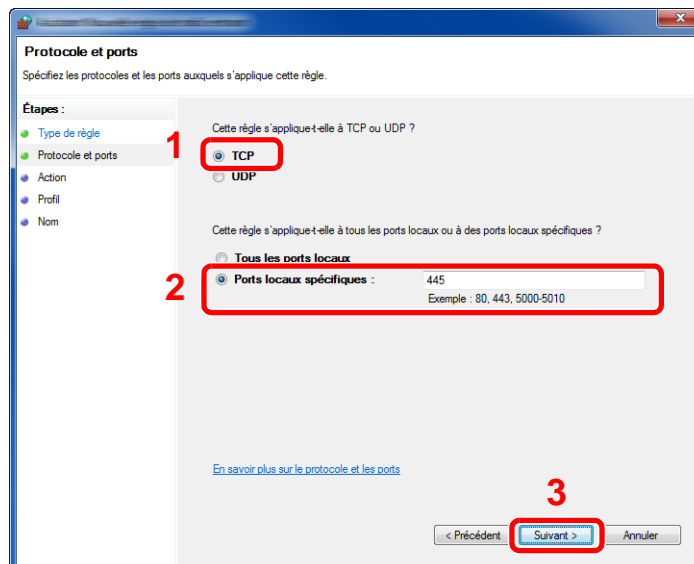 Protocole et ports
Spécifiez les protocoles et les ports auxquels s'applique cette règle.
Étapes :
Type de règle
Protocole et ports
Action
Profil
Nom
Cette règle s'applique-t-elle à TCP ou UDP ?
1
TCP
UDP
Cette règle s'applique-t-elle à tous les ports locaux ou à des ports locaux spécifiques ?
Tous les ports locaux
2
Ports locaux spécifiques :
445
Exemple : 80, 443, 5000-5010
En savoir plus sur le protocole et les ports
3
< Précédent
Suivant >
Annuler